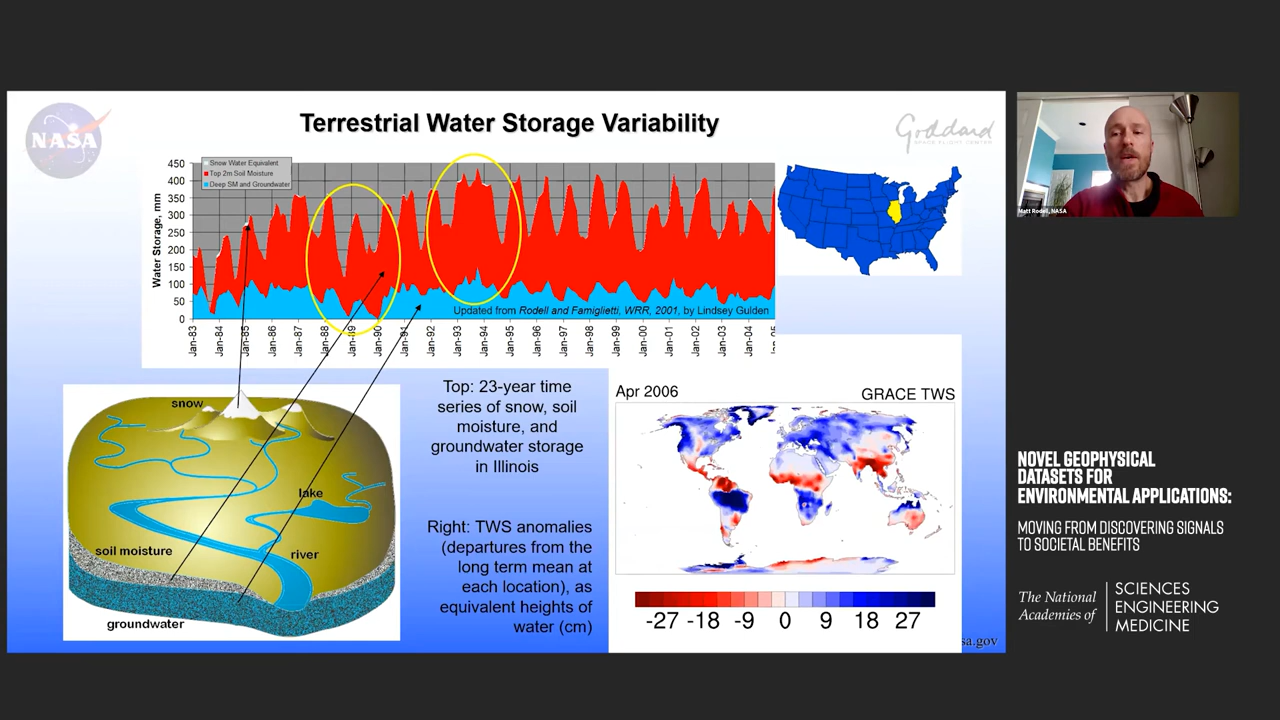 Terrestrial Water Storage Variability
NASA
Goddard
SPACE FLIGHT CENTER
Water Storage, mm
450
400
350
300
250
200
150
100
50
0
Snow Water Equivalent
Top 2m Soil Moisture
Deep SM and Groundwater
Updated from Rodell and Famiglietti, WRR, 2001, by Lindsey Gulden
Jan-83
Jan-84
Jan-85
Jan-86
Jan-87
Jan-88
Jan-89
Jan-90
Jan-91
Jan-92
Jan-93
Jan-94
Jan-95
Jan-96
Jan-97
Jan-98
Jan-99
Jan-00
Jan-01
Jan-02
Jan-03
Jan-04
snow
lake
soil moisture
river
groundwater
Top: 23-year time
series of snow, soil
moisture, and
groundwater storage
in Illinois
Right: TWS anomalies
(departures from the
long term mean at
each location), as
equivalent heights of
water (cm)
Apr 2006
GRACE TWS
-27 -18 -9 0 9 18 27
sa.gov
Matt Rodell, NASA
NOVEL GEOPHYSICAL
DATASETS FOR
ENVIRONMENTAL APPLICATIONS:
MOVING FROM DISCOVERING SIGNALS
TO SOCIETAL BENEFITS
The National
Academies of
SCIENCES
ENGINEERING
MEDICINE